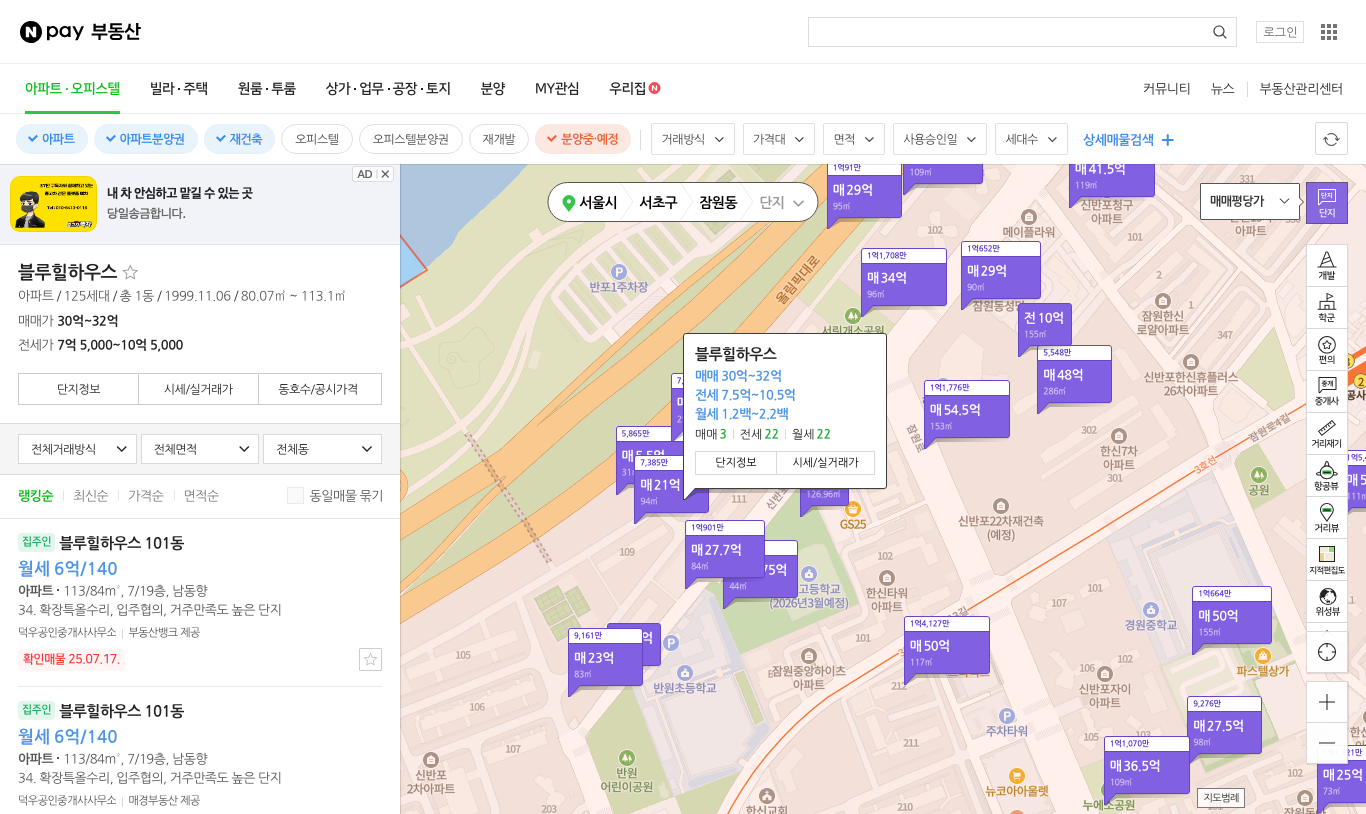 N pay 부동산
로그인
아파트·오피스텔 빌라·주택 원룸·투룸 상가·업무·공장·토지 분양 MY관심 우리집 N
커뮤니티 뉴스 부동산관리센터
아파트 아파트분양권 재건축 오피스텔 오피스텔분양권 재개발 분양중·예정
거래방식 가격대 면적 사용승인일 세대수 상세매물검색
AD
내 차 안심하고 맡길 수 있는 곳
당일송금합니다.
블루힐하우스
아파트 / 125세대 / 총 1동 / 1999.11.06 / 80.07㎡ ~ 113.1㎡
매매가 30억~32억
전세가 7억 5,000~10억 5,000
단지정보 시세/실거래가 동호수/공시가격
전체거래방식 전체면적 전체동
랭킹순 최신순 가격순 면적순 동일매물 묶기
집주인 블루힐하우스 101동
월세 6억/140
아파트 · 113/84㎡, 7/19층, 남동향
34. 확장특올수리, 입주협의, 거주만족도 높은 단지
덕우공인중개사사무소 부동산뱅크 제공
확인매물 25.07.17.
집주인 블루힐하우스 101동
월세 6억/140
아파트 · 113/84㎡, 7/19층, 남동향
34. 확장특올수리, 입주협의, 거주만족도 높은 단지
덕우공인중개사사무소 매경부동산 제공
서울시 서초구 잠원동 단지
매매평당가
단지
단지
개발
학군
편의
중개
중개사
거리재기
항공뷰
거리뷰
지적편집도
위성뷰
지도범례
블루힐하우스
매매 30억~32억
전세 7.5억~10.5억
월세 1.2백~2.2백
매매 3 전세 22 월세 22
단지정보 시세/실거래가
1억91만
매29억
95㎡
109㎡
매41.5억
119㎡
1억1,708만
매34억
96㎡
1억652만
매29억
90㎡
전10억
155㎡
5,548만
매48억
286㎡
1억1,776만
매54.5억
153㎡
5,865만
7,385만
매21억
94㎡
126.96㎡
1억901만
매27.7억
84㎡
75억
44㎡
9,161만
매23억
83㎡
1억4,127만
매50억
117㎡
1억664만
매50억
155㎡
9,276만
매27.5억
98㎡
1억1,070만
매36.5억
109㎡
매25억
73㎡
반포1주차장
올림픽대로
서릿개소공원
메이플라워
신반포청구
아파트
잠원동성아
잠원한신
로얄아파트
신반포한신휴플러스
26차아파트
한신7차
아파트
신반포22차재건축
(예정)
잠원로4길
3호선
공원
GS25
고등학교
(2026년3월예정)
한신타워
아파트
경원중학교
파스텔상가
신반포자이
아파트
잠원중앙하이츠
아파트
반원초등학교
주차타워
뉴코아아울렛
누에소공원
한신교회
반원
어린이공원
신반포
2차아파트
331
102
101
2
1
347
302
301
111
109
102
107
101
105
106
107
203
101
212
211
210
106
102
105
103
102